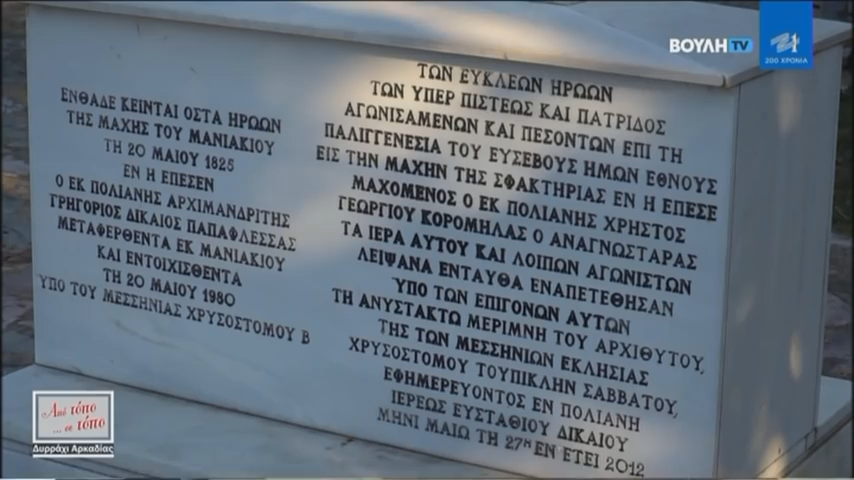 ΒΟΥΛΗ TV
200 ΧΡΟΝΙΑ
ΕΝΘΑΔΕ ΚΕΙΝΤΑΙ ΟΣΤΑ ΗΡΩΩΝ
ΤΗΣ ΜΑΧΗΣ ΤΟΥ ΜΑΝΙΑΚΙΟΥ
ΤΗ 20 ΜΑΙΟΥ 1825
ΕΝ Η ΕΠΕΣΕΝ
Ο ΕΚ ΠΟΛΙΑΝΗΣ ΑΡΧΙΜΑΝΔΡΙΤΗΣ
ΓΡΗΓΟΡΙΟΣ ΔΙΚΑΙΟΣ ΠΑΠΑΦΛΕΣΣΑΣ
ΜΕΤΑΦΕΡΘΕΝΤΑ ΕΚ ΜΑΝΙΑΚΙΟΥ
ΚΑΙ ΕΝΤΟΙΧΙΣΘΕΝΤΑ
ΤΗ 20 ΜΑΙΟΥ 1980
ΥΠΟ ΤΟΥ ΜΕΣΣΗΝΙΑΣ ΧΡΥΣΟΣΤΟΜΟΥ Β
ΤΩΝ ΕΥΚΛΕΩΝ ΗΡΩΩΝ
ΤΩΝ ΥΠΕΡ ΠΙΣΤΕΩΣ ΚΑΙ ΠΑΤΡΙΔΟΣ
ΑΓΩΝΙΣΑΜΕΝΩΝ ΚΑΙ ΠΕΣΟΝΤΩΝ ΕΠΙ ΤΗ
ΠΑΛΙΓΓΕΝΕΣΙΑ ΤΟΥ ΕΥΣΕΒΟΥΣ ΗΜΩΝ ΕΘΝΟΥΣ
ΕΙΣ ΤΗΝ ΜΑΧΗΝ ΤΗΣ ΣΦΑΚΤΗΡΙΑΣ ΕΝ Η ΕΠΕΣΕ
ΜΑΧΟΜΕΝΟΣ Ο ΕΚ ΠΟΛΙΑΝΗΣ ΧΡΗΣΤΟΣ
ΓΕΩΡΓΙΟΥ ΚΟΡΟΜΗΛΑΣ Ο ΑΝΑΓΝΩΣΤΑΡΑΣ
ΤΑ ΙΕΡΑ ΑΥΤΟΥ ΚΑΙ ΛΟΙΠΩΝ ΑΓΩΝΙΣΤΩΝ
ΛΕΙΨΑΝΑ ΕΝΤΑΥΘΑ ΕΝΑΠΕΤΕΘΗΣΑΝ
ΥΠΟ ΤΩΝ ΕΠΙΓΟΝΩΝ ΑΥΤΩΝ
ΤΗ ΑΝΥΣΤΑΚΤΩ ΜΕΡΙΜΝΗ ΤΟΥ ΑΡΧΙΘΥΤΟΥ,
ΤΗΣ ΤΩΝ ΜΕΣΣΗΝΙΩΝ ΕΚΛΗΣΙΑΣ
ΧΡΥΣΟΣΤΟΜΟΥ ΤΟΥΠΙΚΛΗΝ ΣΑΒΒΑΤΟΥ,
ΕΦΗΜΕΡΕΥΟΝΤΟΣ ΕΝ ΠΟΛΙΑΝΗ
ΙΕΡΕΩΣ ΕΥΣΤΑΘΙΟΥ ΔΙΚΑΙΟΥ
ΜΗΝΙ ΜΑΙΩ ΤΗ 27Η ΕΝ ΕΤΕΙ 2012
Από τόπο
... σε τόπο
Δυρράχι Αρκαδίας